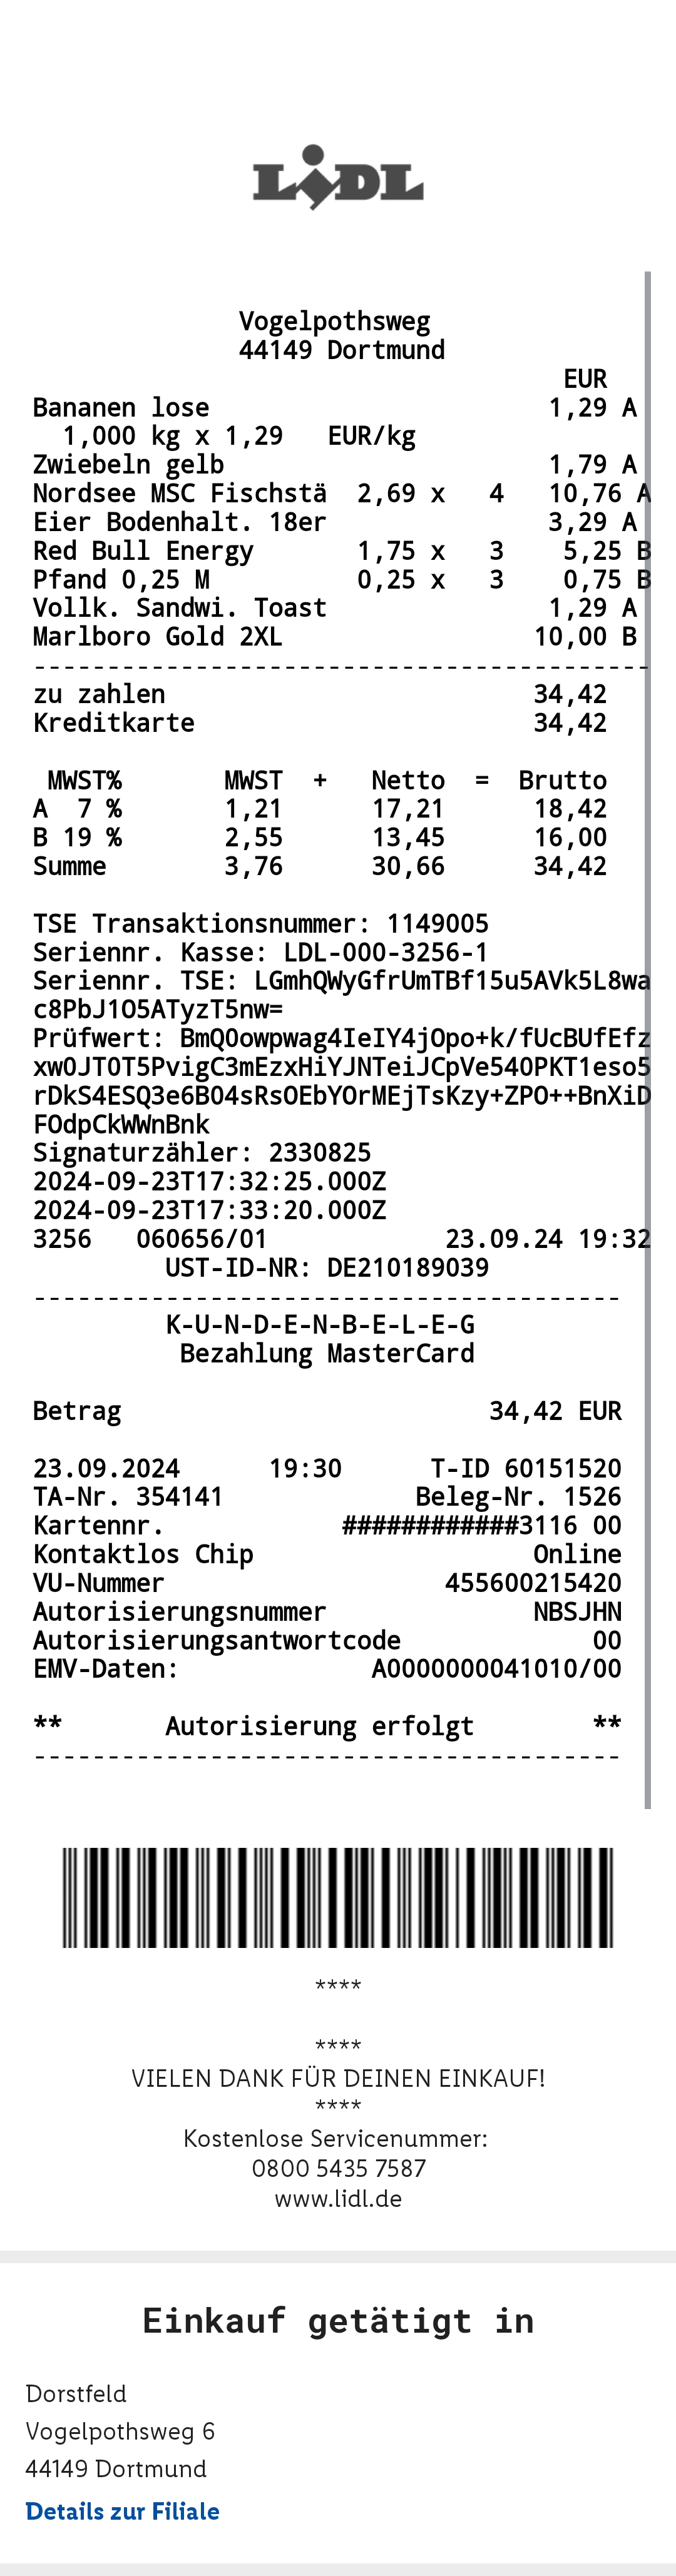 LIDL
Vogelpothsweg
44149 Dortmund
EUR
Bananen lose 1,29 A
1,000 kg x 1,29 EUR/kg
Zwiebeln gelb 1,79 A
Nordsee MSC Fischstä 2,69 x 4 10,76 A
Eier Bodenhalt. 18er 3,29 A
Red Bull Energy 1,75 x 3 5,25 B
Pfand 0,25 M 0,25 x 3 0,75 B
Vollk. Sandwi. Toast 1,29 A
Marlboro Gold 2XL 10,00 B
------------------------------------------
zu zahlen 34,42
Kreditkarte 34,42
MWST% MWST + Netto = Brutto
A 7 % 1,21 17,21 18,42
B 19 % 2,55 13,45 16,00
Summe 3,76 30,66 34,42
TSE Transaktionsnummer: 1149005
Seriennr. Kasse: LDL-000-3256-1
Seriennr. TSE: LGmhQWyGfrUmTBf15u5AVk5L8wa
c8PbJ1O5ATyzT5nw=
Prüfwert: BmQ0owpwag4IeIY4jOpo+k/fUcBUfEfz
xw0JT0T5PvigC3mEzxHiYJNTeiJCpVe540PKT1eso5
rDkS4ESQ3e6B04sRsOEbYOrMEjTsKzy+ZPO++BnXiD
FOdpCkWWnBnk
Signaturzähler: 2330825
2024-09-23T17:32:25.000Z
2024-09-23T17:33:20.000Z
3256 060656/01 23.09.24 19:32
UST-ID-NR: DE210189039
----------------------------------------
K-U-N-D-E-N-B-E-L-E-G
Bezahlung MasterCard
Betrag 34,42 EUR
23.09.2024 19:30 T-ID 60151520
TA-Nr. 354141 Beleg-Nr. 1526
Kartennr. ############3116 00
Kontaktlos Chip Online
VU-Nummer 455600215420
Autorisierungsnummer NBSJHN
Autorisierungsantwortcode 00
EMV-Daten: A0000000041010/00
** Autorisierung erfolgt **
----------------------------------------
****
****
VIELEN DANK FÜR DEINEN EINKAUF!
****
Kostenlose Servicenummer:
0800 5435 7587
www.lidl.de
Einkauf getätigt in
Dorstfeld
Vogelpothsweg 6
44149 Dortmund
Details zur Filiale